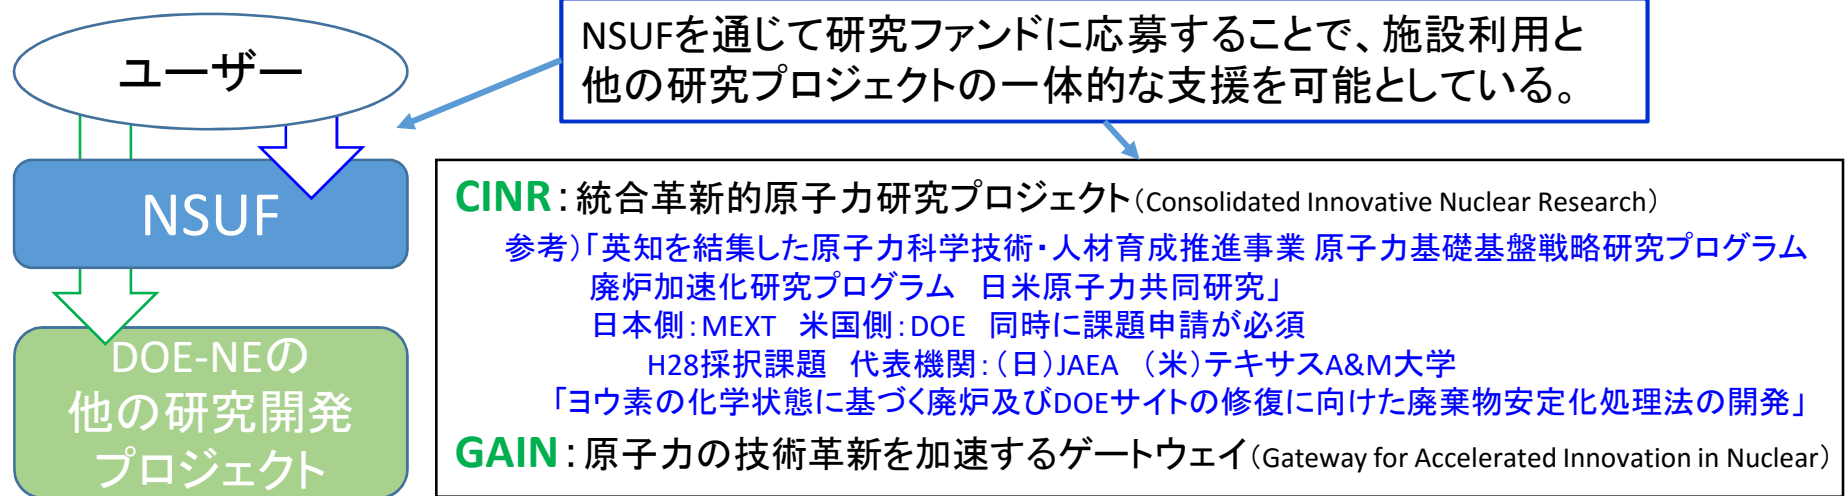 ユーザー
NSUF
DOE-NEの
他の研究開発
プロジェクト
NSUFを通じて研究ファンドに応募することで、施設利用と
他の研究プロジェクトの一体的な支援を可能としている。
CINR：統合革新的原子力研究プロジェクト（Consolidated Innovative Nuclear Research）
参考）「英知を結集した原子力科学技術・人材育成推進事業 原子力基礎基盤戦略研究プログラム
廃炉加速化研究プログラム　日米原子力共同研究」
日本側：MEXT　米国側：DOE　同時に課題申請が必須
H28採択課題　代表機関：（日）JAEA　（米）テキサスA&M大学
「ヨウ素の化学状態に基づく廃炉及びDOEサイトの修復に向けた廃棄物安定化処理法の開発」
GAIN：原子力の技術革新を加速するゲートウェイ（Gateway for Accelerated Innovation in Nuclear）